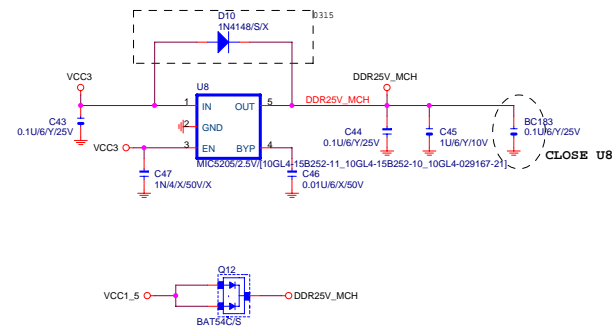 D10
0315
1N4148/S/X
VCC3
U8
DDR25V_MCH
1
IN
OUT
5
DDR25V_MCH
C43
0.1U/6/Y/25V
2
GND
C44
0.1U/6/Y/25V
C45
1U/6/Y/10V
BC183
0.1U/6/Y/25V
VCC3
3
EN
BYP
4
CLOSE U8
MIC5205/2.5V/[10GL4-15B252-11_10GL4-15B252-10_10GL4-029167-21]
C47
1N/4/X/50V/X
C46
0.01U/6/X/50V
Q12
VCC1_5
DDR25V_MCH
BAT54C/S